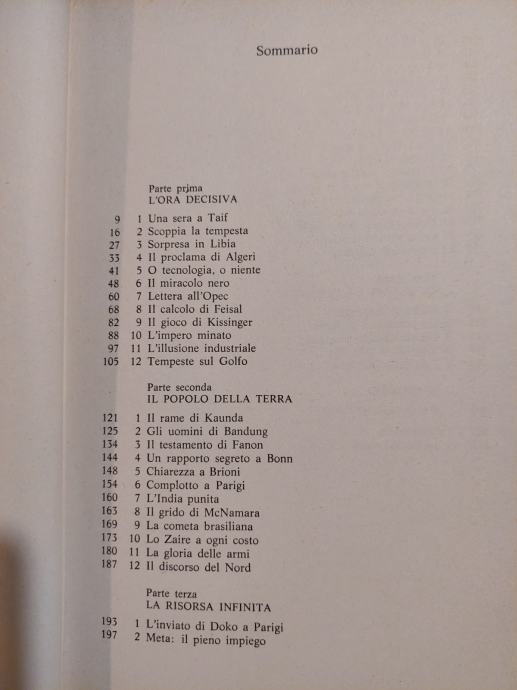 Sommario
Parte prima
L'ORA DECISIVA
9 1 Una sera a Taif
16 2 Scoppia la tempesta
27 3 Sorpresa in Libia
33 4 Il proclama di Algeri
41 5 O tecnologia, o niente
48 6 Il miracolo nero
60 7 Lettera all'Opec
68 8 Il calcolo di Feisal
82 9 Il gioco di Kissinger
88 10 L'impero minato
97 11 L'illusione industriale
105 12 Tempeste sul Golfo
Parte seconda
IL POPOLO DELLA TERRA
121 1 Il rame di Kaunda
125 2 Gli uomini di Bandung
134 3 Il testamento di Fanon
144 4 Un rapporto segreto a Bonn
148 5 Chiarezza a Brioni
154 6 Complotto a Parigi
160 7 L'India punita
163 8 Il grido di McNamara
169 9 La cometa brasiliana
173 10 Lo Zaire a ogni costo
180 11 La gloria delle armi
187 12 Il discorso del Nord
Parte terza
LA RISORSA INFINITA
193 1 L'inviato di Doko a Parigi
197 2 Meta: il pieno impiego